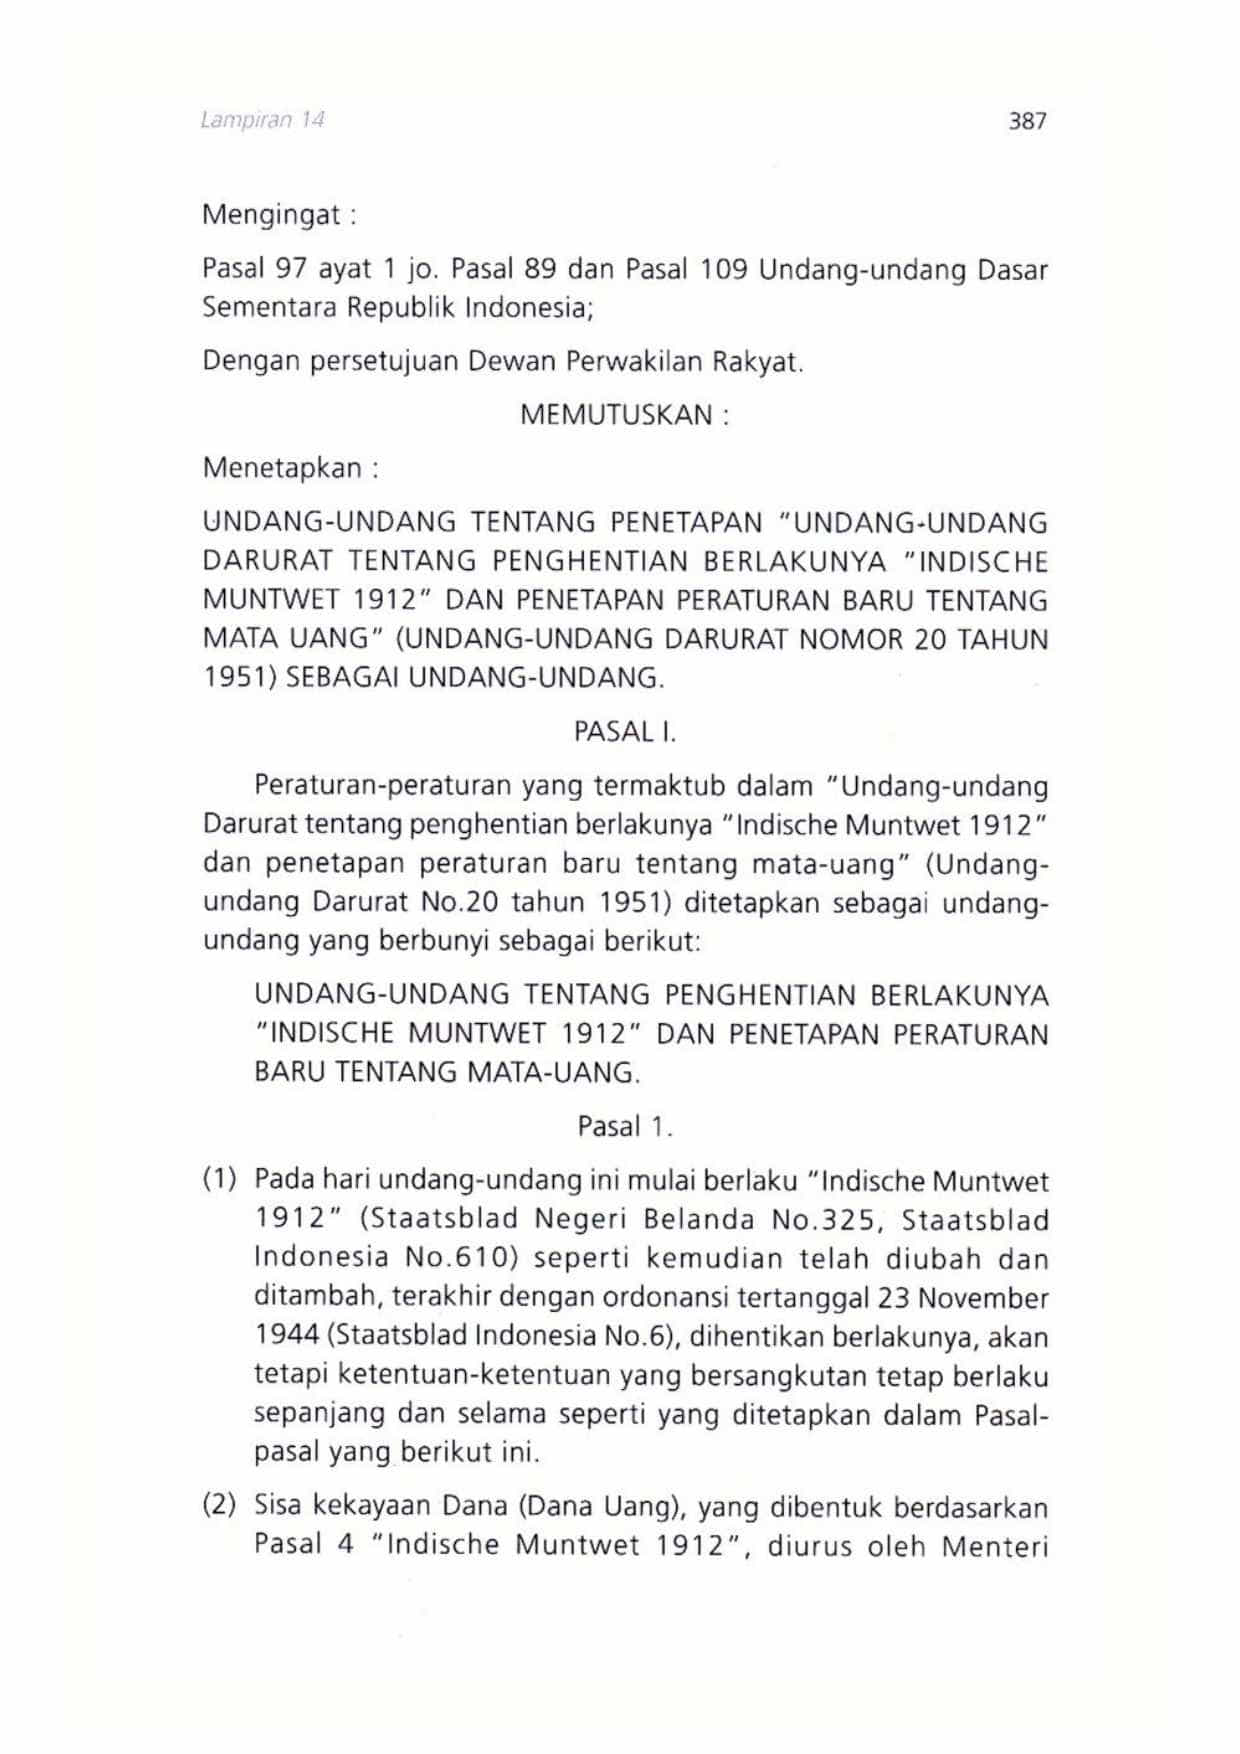 Lampiran 14
387
Mengingat :
Pasal 97 ayat 1 jo. Pasal 89 dan Pasal 109 Undang-undang Dasar
Sementara Republik Indonesia;
Dengan persetujuan Dewan Perwakilan Rakyat.
MEMUTUSKAN :
Menetapkan :
UNDANG-UNDANG TENTANG PENETAPAN "UNDANG-UNDANG
DARURAT TENTANG PENGHENTIAN BERLAKUNYA "INDISCHE
MUNTWET 1912" DAN PENETAPAN PERATURAN BARU TENTANG
MATA UANG" (UNDANG-UNDANG DARURAT NOMOR 20 TAHUN
1951) SEBAGAI UNDANG-UNDANG.
PASAL I.
Peraturan-peraturan yang termaktub dalam "Undang-undang
Darurat tentang penghentian berlakunya "Indische Muntwet 1912"
dan penetapan peraturan baru tentang mata-uang" (Undang-
undang Darurat No.20 tahun 1951) ditetapkan sebagai undang-
undang yang berbunyi sebagai berikut:
UNDANG-UNDANG TENTANG PENGHENTIAN BERLAKUNYA
"INDISCHE MUNTWET 1912" DAN PENETAPAN PERATURAN
BARU TENTANG MATA-UANG.
Pasal 1.
(1) Pada hari undang-undang ini mulai berlaku "Indische Muntwet
1912" (Staatsblad Negeri Belanda No.325, Staatsblad
Indonesia No.610) seperti kemudian telah diubah dan
ditambah, terakhir dengan ordonansi tertanggal 23 November
1944 (Staatsblad Indonesia No.6), dihentikan berlakunya, akan
tetapi ketentuan-ketentuan yang bersangkutan tetap berlaku
sepanjang dan selama seperti yang ditetapkan dalam Pasal-
pasal yang berikut ini.
(2) Sisa kekayaan Dana (Dana Uang), yang dibentuk berdasarkan
Pasal 4 "Indische Muntwet 1912", diurus oleh Menteri